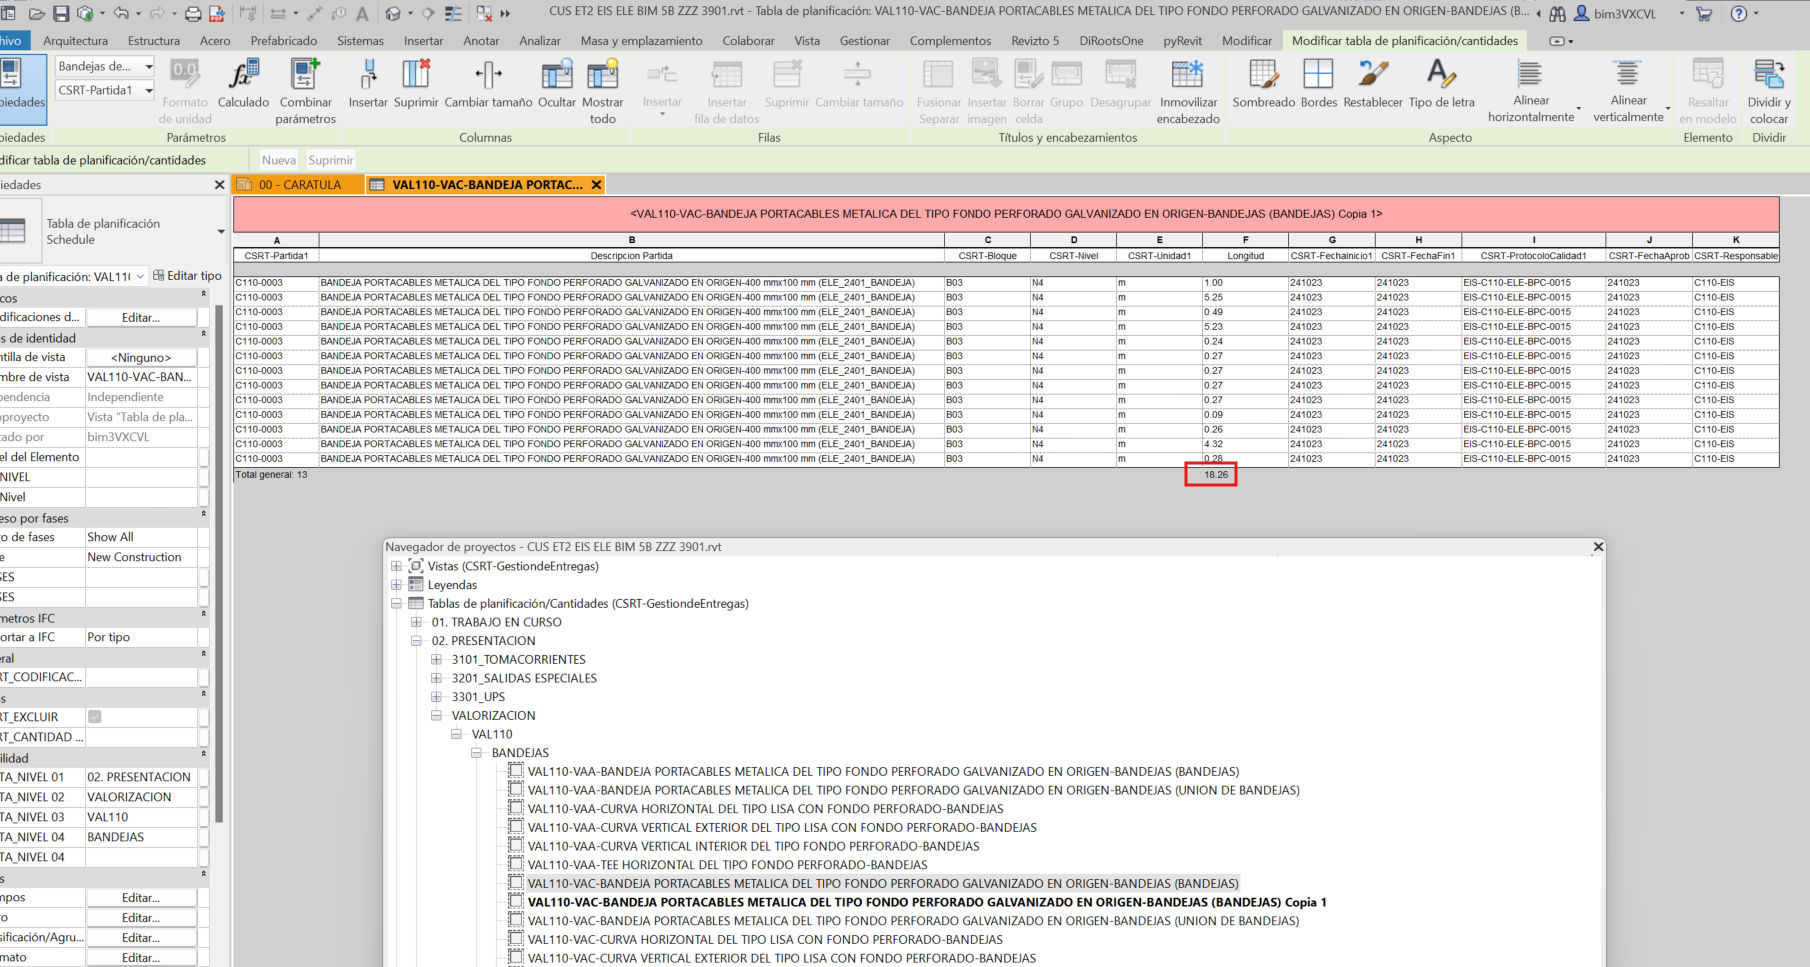 CUS ET2 EIS ELE BIM 5B ZZZ 3901.rvt - Tabla de planificación: VAL110-VAC-BANDEJA PORTACABLES METALICA DEL TIPO FONDO PERFORADO GALVANIZADO EN ORIGEN-BANDEJAS (B... bim3VXCVL
hivo Arquitectura Estructura Acero Prefabricado Sistemas Insertar Anotar Analizar Masa y emplazamiento Colaborar Vista Gestionar Complementos Revizto 5 DiRootsOne pyRevit Modificar Modificar tabla de planificación/cantidades
Bandejas de...
CSRT-Partida1
piedades Formato de unidad Calculado Combinar parámetros Insertar Suprimir Cambiar tamaño Ocultar Mostrar todo Insertar Insertar fila de datos Suprimir Cambiar tamaño Fusionar Separar Insertar imagen Borrar celda Grupo Desagrupar Inmovilizar encabezado Sombreado Bordes Restablecer Tipo de letra Alinear horizontalmente Alinear verticalmente Resaltar en modelo Dividir y colocar
piedades Parámetros Columnas Filas Títulos y encabezamientos Aspecto Elemento Dividir
dificar tabla de planificación/cantidades Nueva Suprimir
iedades
00 - CARATULA VAL110-VAC-BANDEJA PORTAC...
Tabla de planificación
Schedule
a de planificación: VAL11( Editar tipo
cos
dificaciones d... Editar...
s de identidad
ntilla de vista <Ninguno>
mbre de vista VAL110-VAC-BAN...
pendencia Independiente
oproyecto Vista "Tabla de pla...
tado por bim3VXCVL
el del Elemento
NIVEL
Nivel
eso por fases
o de fases Show All
e New Construction
SES
SES
metros IFC
ortar a IFC Por tipo
eral
RT_CODIFICAC...
s
RT_EXCLUIR
RT_CANTIDAD ...
ilidad
TA_NIVEL 01 02. PRESENTACION
TA_NIVEL 02 VALORIZACION
TA_NIVEL 03 VAL110
TA_NIVEL 04 BANDEJAS
TA_NIVEL 04
s
mpos Editar...
o Editar...
sificación/Agru... Editar...
mato Editar...
<VAL110-VAC-BANDEJA PORTACABLES METALICA DEL TIPO FONDO PERFORADO GALVANIZADO EN ORIGEN-BANDEJAS (BANDEJAS) Copia 1>
A B C D E F G H I J K
CSRT-Partida1 Descripcion Partida CSRT-Bloque CSRT-Nivel CSRT-Unidad1 Longitud CSRT-FechaInicio1 CSRT-FechaFin1 CSRT-ProtocoloCalidad1 CSRT-FechaAprob CSRT-Responsable
C110-0003 BANDEJA PORTACABLES METALICA DEL TIPO FONDO PERFORADO GALVANIZADO EN ORIGEN-400 mmx100 mm (ELE_2401_BANDEJA) B03 N4 m 1.00 241023 241023 EIS-C110-ELE-BPC-0015 241023 C110-EIS
C110-0003 BANDEJA PORTACABLES METALICA DEL TIPO FONDO PERFORADO GALVANIZADO EN ORIGEN-400 mmx100 mm (ELE_2401_BANDEJA) B03 N4 m 5.25 241023 241023 EIS-C110-ELE-BPC-0015 241023 C110-EIS
C110-0003 BANDEJA PORTACABLES METALICA DEL TIPO FONDO PERFORADO GALVANIZADO EN ORIGEN-400 mmx100 mm (ELE_2401_BANDEJA) B03 N4 m 0.49 241023 241023 EIS-C110-ELE-BPC-0015 241023 C110-EIS
C110-0003 BANDEJA PORTACABLES METALICA DEL TIPO FONDO PERFORADO GALVANIZADO EN ORIGEN-400 mmx100 mm (ELE_2401_BANDEJA) B03 N4 m 5.23 241023 241023 EIS-C110-ELE-BPC-0015 241023 C110-EIS
C110-0003 BANDEJA PORTACABLES METALICA DEL TIPO FONDO PERFORADO GALVANIZADO EN ORIGEN-400 mmx100 mm (ELE_2401_BANDEJA) B03 N4 m 0.24 241023 241023 EIS-C110-ELE-BPC-0015 241023 C110-EIS
C110-0003 BANDEJA PORTACABLES METALICA DEL TIPO FONDO PERFORADO GALVANIZADO EN ORIGEN-400 mmx100 mm (ELE_2401_BANDEJA) B03 N4 m 0.27 241023 241023 EIS-C110-ELE-BPC-0015 241023 C110-EIS
C110-0003 BANDEJA PORTACABLES METALICA DEL TIPO FONDO PERFORADO GALVANIZADO EN ORIGEN-400 mmx100 mm (ELE_2401_BANDEJA) B03 N4 m 0.27 241023 241023 EIS-C110-ELE-BPC-0015 241023 C110-EIS
C110-0003 BANDEJA PORTACABLES METALICA DEL TIPO FONDO PERFORADO GALVANIZADO EN ORIGEN-400 mmx100 mm (ELE_2401_BANDEJA) B03 N4 m 0.27 241023 241023 EIS-C110-ELE-BPC-0015 241023 C110-EIS
C110-0003 BANDEJA PORTACABLES METALICA DEL TIPO FONDO PERFORADO GALVANIZADO EN ORIGEN-400 mmx100 mm (ELE_2401_BANDEJA) B03 N4 m 0.27 241023 241023 EIS-C110-ELE-BPC-0015 241023 C110-EIS
C110-0003 BANDEJA PORTACABLES METALICA DEL TIPO FONDO PERFORADO GALVANIZADO EN ORIGEN-400 mmx100 mm (ELE_2401_BANDEJA) B03 N4 m 0.09 241023 241023 EIS-C110-ELE-BPC-0015 241023 C110-EIS
C110-0003 BANDEJA PORTACABLES METALICA DEL TIPO FONDO PERFORADO GALVANIZADO EN ORIGEN-400 mmx100 mm (ELE_2401_BANDEJA) B03 N4 m 0.26 241023 241023 EIS-C110-ELE-BPC-0015 241023 C110-EIS
C110-0003 BANDEJA PORTACABLES METALICA DEL TIPO FONDO PERFORADO GALVANIZADO EN ORIGEN-400 mmx100 mm (ELE_2401_BANDEJA) B03 N4 m 4.32 241023 241023 EIS-C110-ELE-BPC-0015 241023 C110-EIS
C110-0003 BANDEJA PORTACABLES METALICA DEL TIPO FONDO PERFORADO GALVANIZADO EN ORIGEN-400 mmx100 mm (ELE_2401_BANDEJA) B03 N4 m 0.28 241023 241023 EIS-C110-ELE-BPC-0015 241023 C110-EIS
Total general: 13 18.26
Navegador de proyectos - CUS ET2 EIS ELE BIM 5B ZZZ 3901.rvt
Vistas (CSRT-GestiondeEntregas)
Leyendas
Tablas de planificación/Cantidades (CSRT-GestiondeEntregas)
01. TRABAJO EN CURSO
02. PRESENTACION
3101_TOMACORRIENTES
3201_SALIDAS ESPECIALES
3301_UPS
VALORIZACION
VAL110
BANDEJAS
VAL110-VAA-BANDEJA PORTACABLES METALICA DEL TIPO FONDO PERFORADO GALVANIZADO EN ORIGEN-BANDEJAS (BANDEJAS)
VAL110-VAA-BANDEJA PORTACABLES METALICA DEL TIPO FONDO PERFORADO GALVANIZADO EN ORIGEN-BANDEJAS (UNION DE BANDEJAS)
VAL110-VAA-CURVA HORIZONTAL DEL TIPO LISA CON FONDO PERFORADO-BANDEJAS
VAL110-VAA-CURVA VERTICAL EXTERIOR DEL TIPO LISA CON FONDO PERFORADO-BANDEJAS
VAL110-VAA-CURVA VERTICAL INTERIOR DEL TIPO LISA FONDO PERFORADO-BANDEJAS
VAL110-VAA-TEE HORIZONTAL DEL TIPO FONDO PERFORADO-BANDEJAS
VAL110-VAC-BANDEJA PORTACABLES METALICA DEL TIPO FONDO PERFORADO GALVANIZADO EN ORIGEN-BANDEJAS (BANDEJAS)
VAL110-VAC-BANDEJA PORTACABLES METALICA DEL TIPO FONDO PERFORADO GALVANIZADO EN ORIGEN-BANDEJAS (BANDEJAS) Copia 1
VAL110-VAC-BANDEJA PORTACABLES METALICA DEL TIPO FONDO PERFORADO GALVANIZADO EN ORIGEN-BANDEJAS (UNION DE BANDEJAS)
VAL110-VAC-CURVA HORIZONTAL DEL TIPO LISA CON FONDO PERFORADO-BANDEJAS
VAL110-VAC-CURVA VERTICAL EXTERIOR DEL TIPO LISA CON FONDO PERFORADO-BANDEJAS